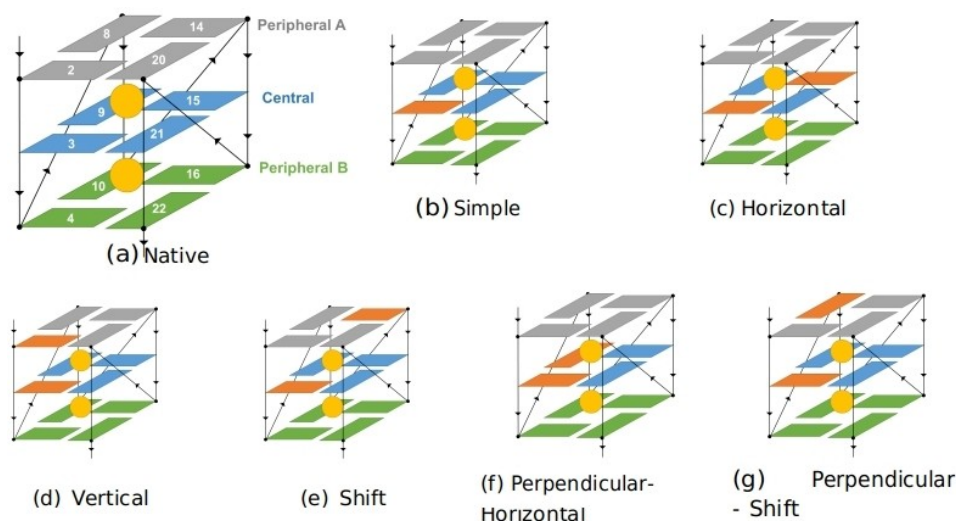 8 14 Peripheral A
2 20
9 15 Central
3 21
10 16 Peripheral B
4 22
(a) Native
(b) Simple
(c) Horizontal
(d) Vertical
(e) Shift
(f) Perpendicular-
Horizontal
(g) Perpendicular
- Shift